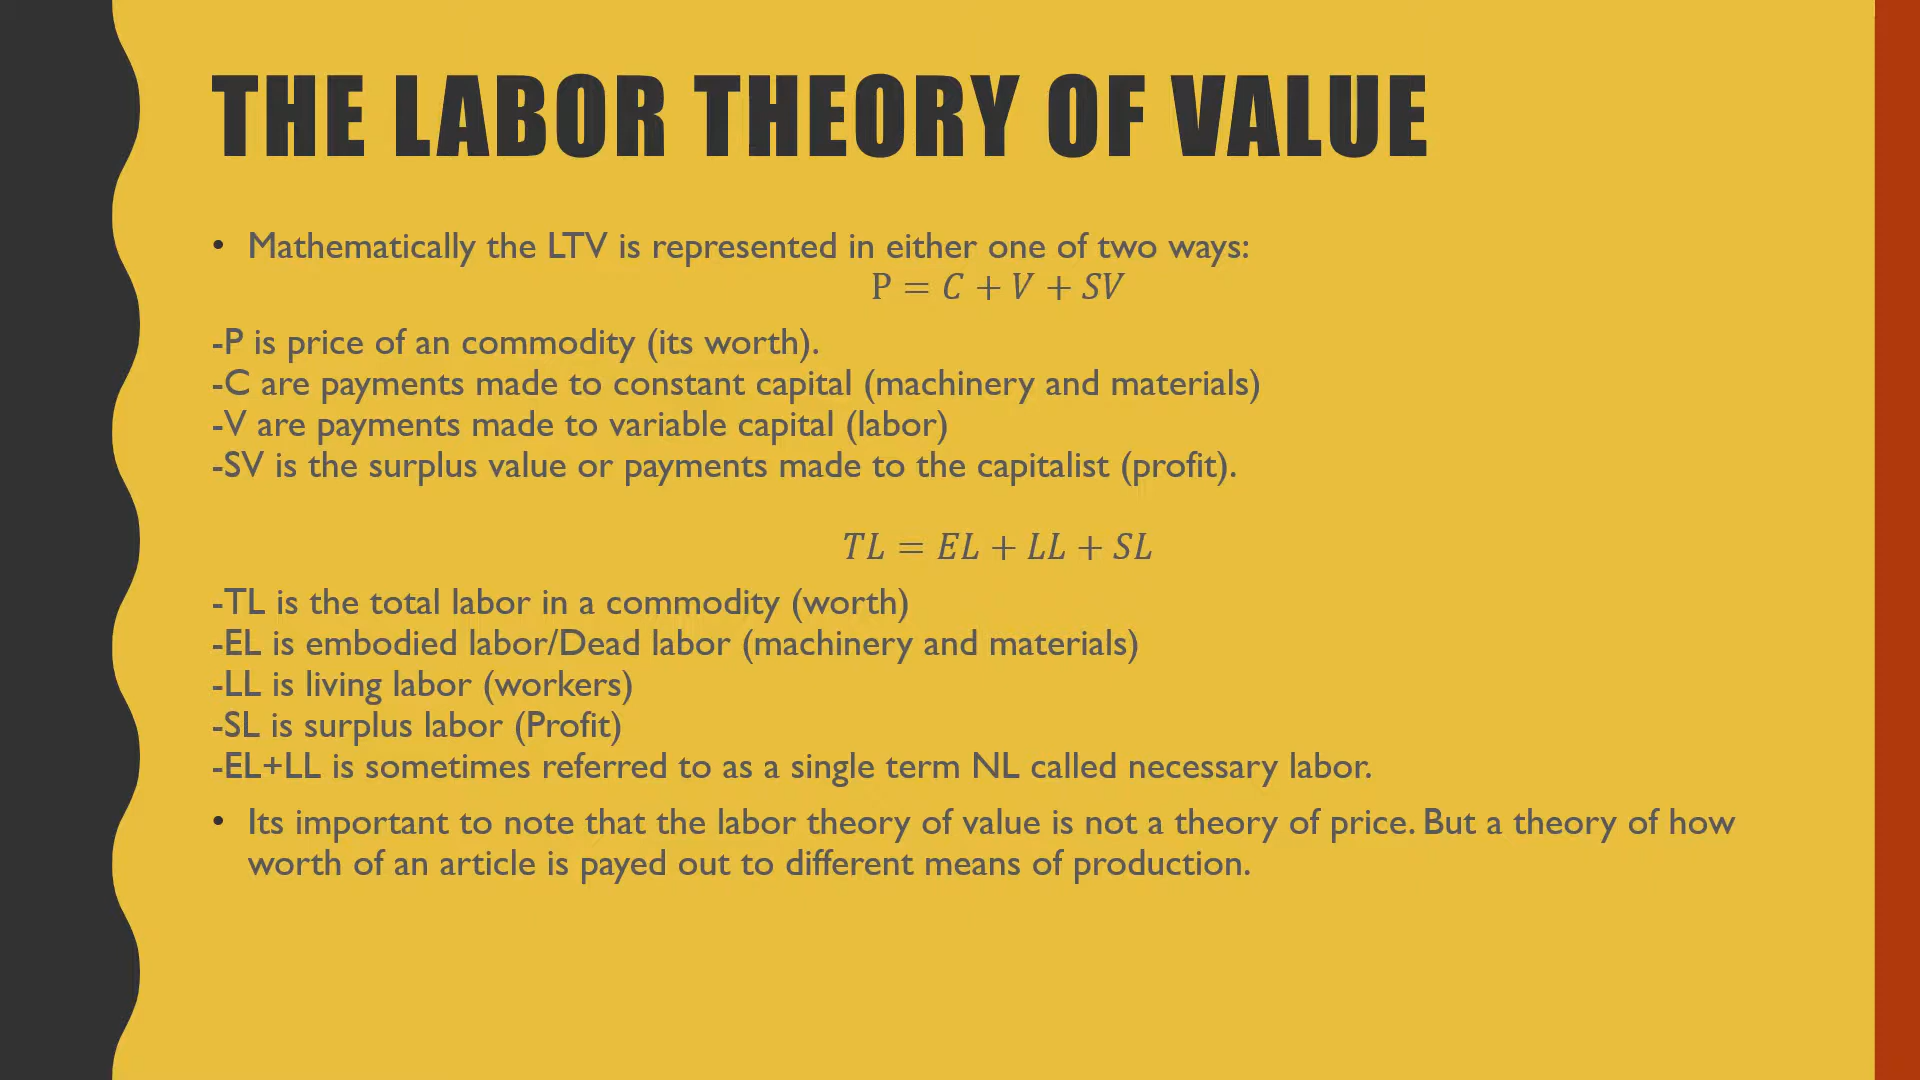 THE LABOR THEORY OF VALUE
• Mathematically the LTV is represented in either one of two ways:
P = C + V + SV
-P is price of an commodity (its worth).
-C are payments made to constant capital (machinery and materials)
-V are payments made to variable capital (labor)
-SV is the surplus value or payments made to the capitalist (profit).
TL = EL + LL + SL
-TL is the total labor in a commodity (worth)
-EL is embodied labor/Dead labor (machinery and materials)
-LL is living labor (workers)
-SL is surplus labor (Profit)
-EL+LL is sometimes referred to as a single term NL called necessary labor.
• Its important to note that the labor theory of value is not a theory of price. But a theory of how
worth of an article is payed out to different means of production.